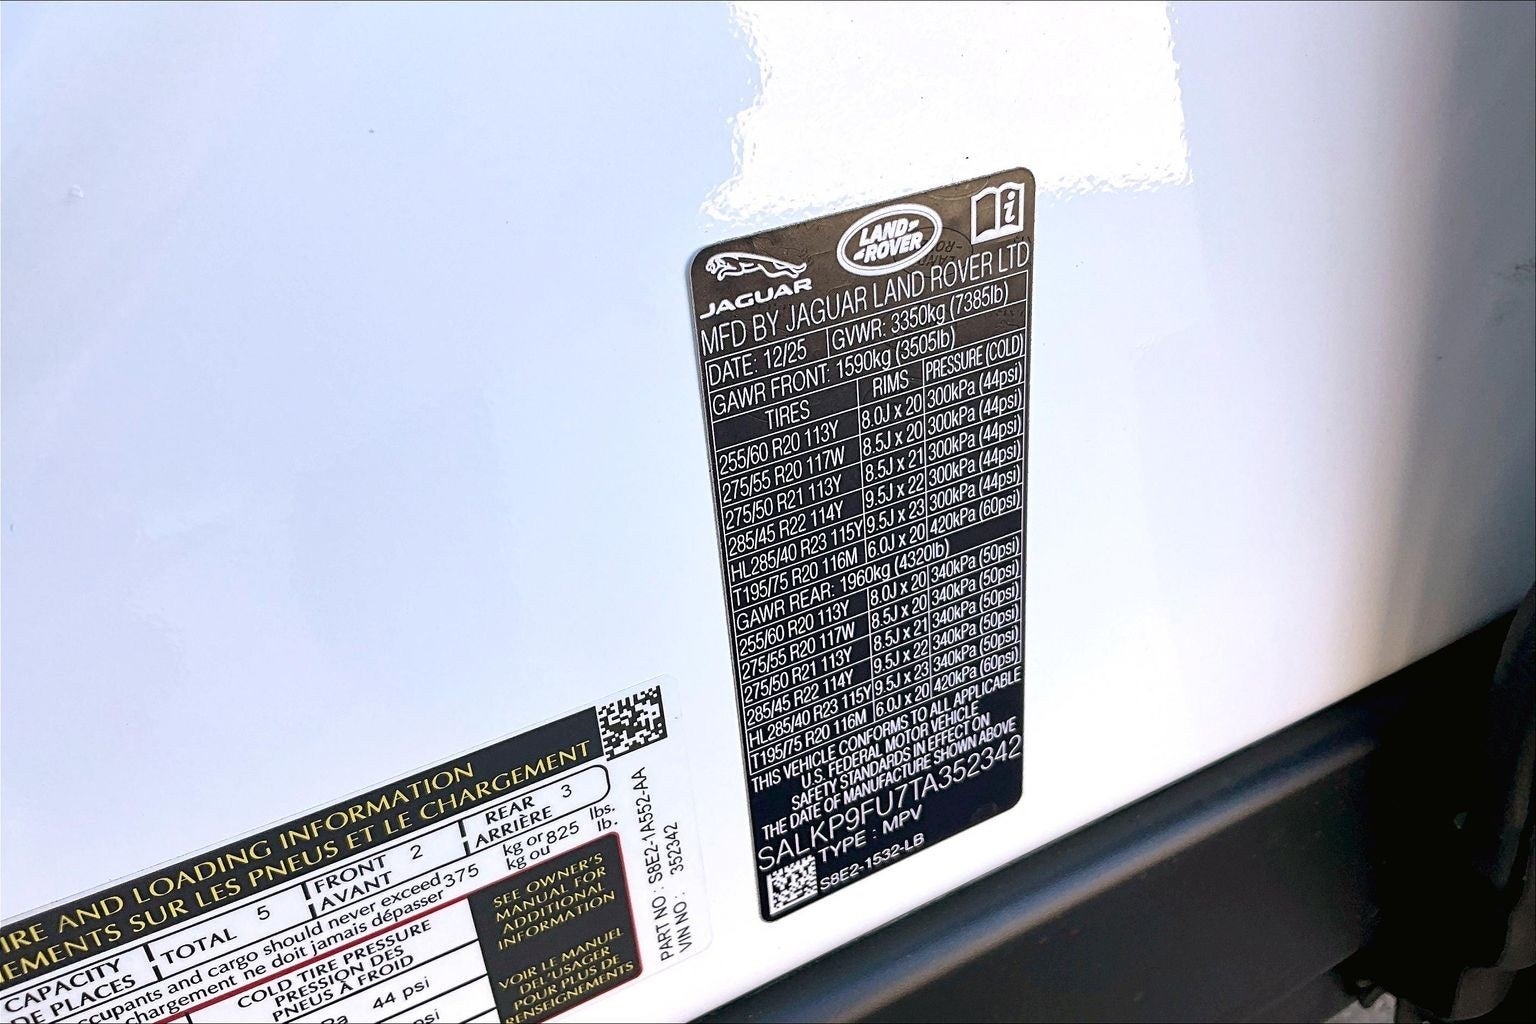 JAGUAR
LAND-
-ROVER
i
MFD BY JAGUAR LAND ROVER LTD
DATE: 12/25 GVWR: 3350kg (7385lb)
GAWR FRONT: 1590kg (3505lb)
TIRES RIMS PRESSURE (COLD)
255/60 R20 113Y 8.0J x 20 300kPa (44psi)
275/55 R20 117W 8.5J x 20 300kPa (44psi)
275/50 R21 113Y 8.5J x 21 300kPa (44psi)
285/45 R22 114Y 9.5J x 22 300kPa (44psi)
HL285/40 R23 115Y 9.5J x 23 300kPa (44psi)
T195/75 R20 116M 6.0J x 20 420kPa (60psi)
GAWR REAR: 1960kg (4320lb)
255/60 R20 113Y 8.0J x 20 340kPa (50psi)
275/55 R20 117W 8.5J x 20 340kPa (50psi)
275/50 R21 113Y 8.5J x 21 340kPa (50psi)
285/45 R22 114Y 9.5J x 22 340kPa (50psi)
HL285/40 R23 115Y 9.5J x 23 340kPa (50psi)
T195/75 R20 116M 6.0J x 20 420kPa (60psi)
THIS VEHICLE CONFORMS TO ALL APPLICABLE
U.S. FEDERAL MOTOR VEHICLE
SAFETY STANDARDS IN EFFECT ON
THE DATE OF MANUFACTURE SHOWN ABOVE
SALKP9FU7TA352342
TYPE : MPV
S8E2-1532-LB
IRE AND LOADING INFORMATION
NEMENTS SUR LES PNEUS ET LE CHARGEMENT
CAPACITY
DE PLACES
TOTAL 5
FRONT
AVANT 2
REAR
ARRIÈRE 3
ccupants and cargo should never exceed 375 kg or 825 lbs.
chargement ne doit jamais dépasser kg ou lb.
COLD TIRE PRESSURE
PRESSION DES
PNEUS À FROID
44 psi
psi
SEE OWNER'S
MANUAL FOR
ADDITIONAL
INFORMATION
VOIR LE MANUEL
DE L'USAGER
POUR PLUS DE
RENSEIGNEMENTS
PART NO : S8E2-1A552-AA
VIN NO : 352342